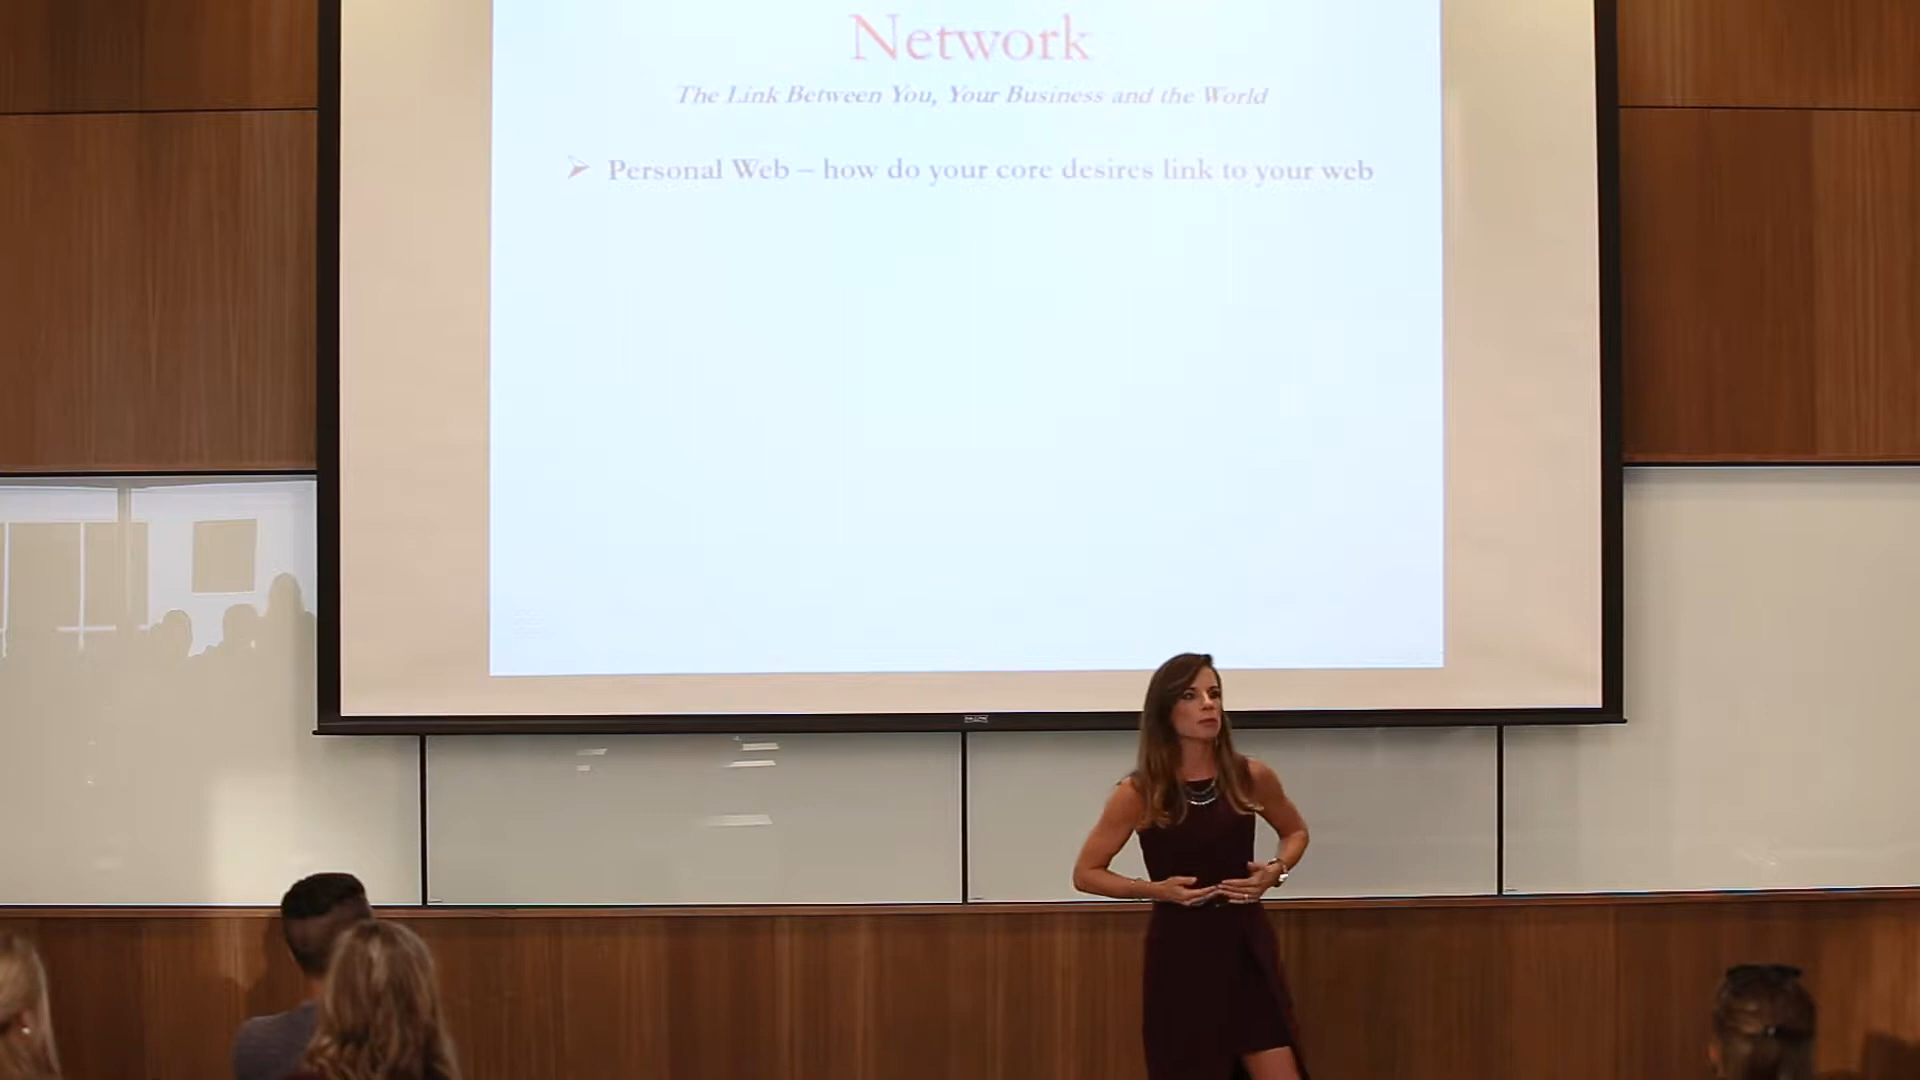 Network
The Link Between You, Your Business and the World
Personal Web – how do your core desires link to your web